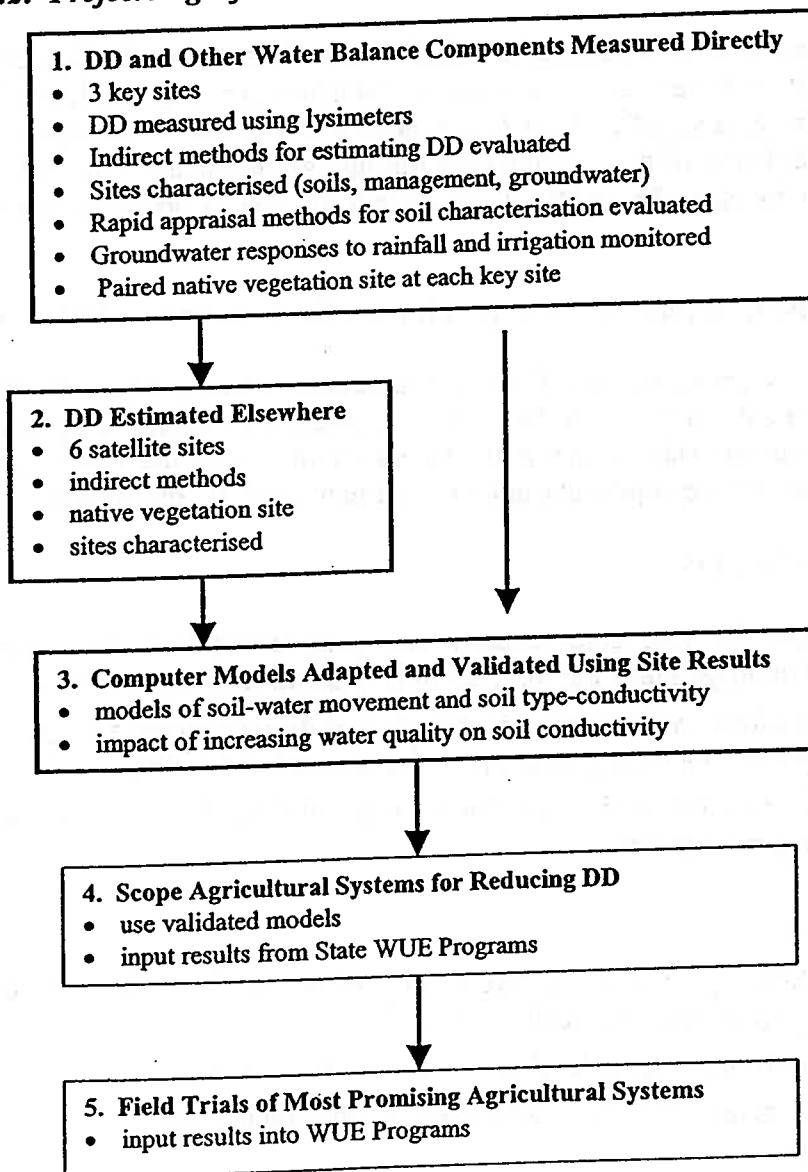 1. DD and Other Water Balance Components Measured Directly
• 3 key sites
• DD measured using lysimeters
• Indirect methods for estimating DD evaluated
• Sites characterised (soils, management, groundwater)
• Rapid appraisal methods for soil characterisation evaluated
• Groundwater responses to rainfall and irrigation monitored
• Paired native vegetation site at each key site
2. DD Estimated Elsewhere
• 6 satellite sites
• indirect methods
• native vegetation site
• sites characterised
3. Computer Models Adapted and Validated Using Site Results
• models of soil-water movement and soil type-conductivity
• impact of increasing water quality on soil conductivity
4. Scope Agricultural Systems for Reducing DD
• use validated models
• input results from State WUE Programs
5. Field Trials of Most Promising Agricultural Systems
• input results into WUE Programs